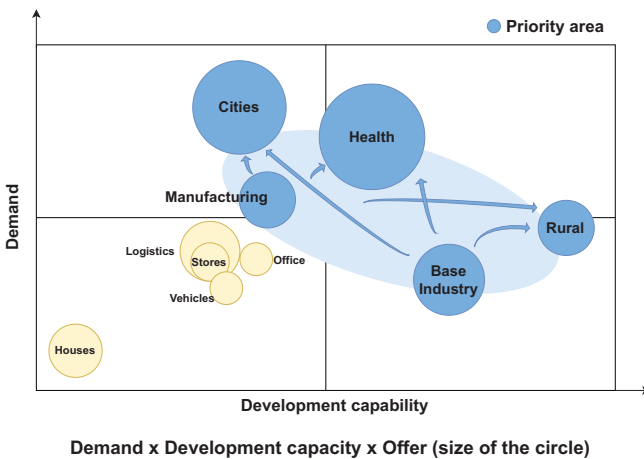 Priority area
Cities
Health
Manufacturing
Demand
Rural
Logistics
Stores
Office
Base
Industry
Vehicles
Houses
Development capability
Demand x Development capacity x Offer (size of the circle)